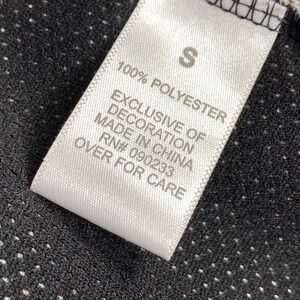 S
100% POLYESTER
EXCLUSIVE OF
DECORATION
MADE IN CHINA
RN# 090233
OVER FOR CARE